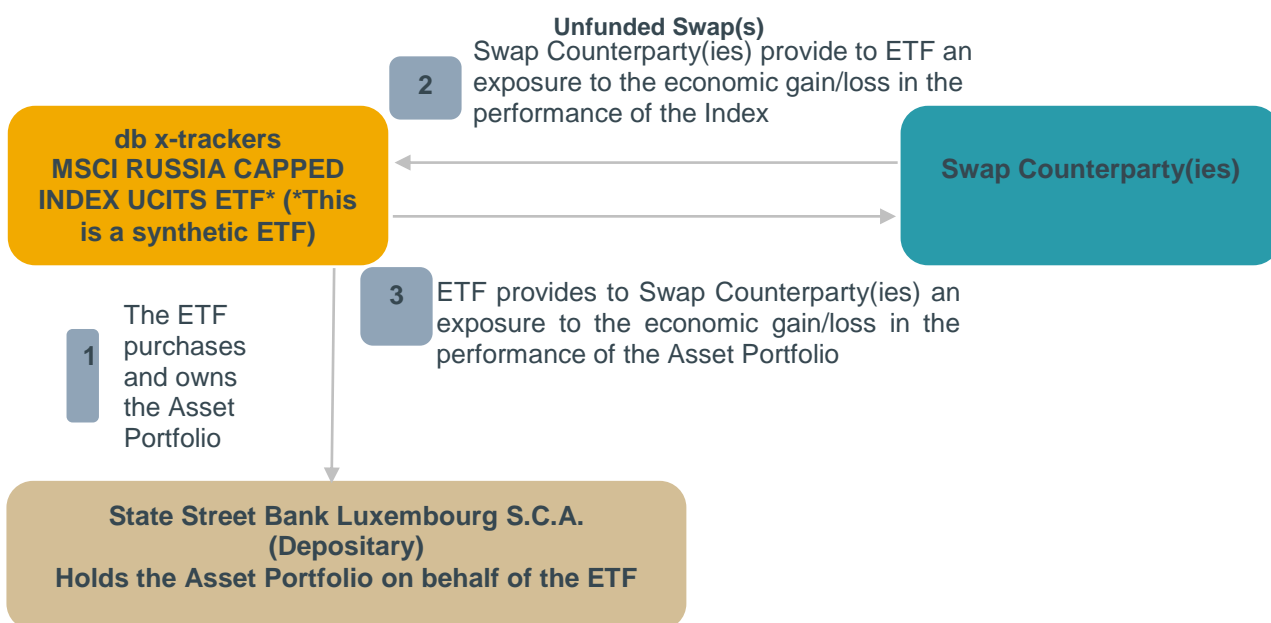 Unfunded Swap(s)
2
Swap Counterparty(ies) provide to ETF an
exposure to the economic gain/loss in the
performance of the Index
db x-trackers
MSCI RUSSIA CAPPED
INDEX UCITS ETF* (*This
is a synthetic ETF)
Swap Counterparty(ies)
3
ETF provides to Swap Counterparty(ies) an
exposure to the economic gain/loss in the
performance of the Asset Portfolio
1
The ETF
purchases
and owns
the Asset
Portfolio
State Street Bank Luxembourg S.C.A.
(Depositary)
Holds the Asset Portfolio on behalf of the ETF